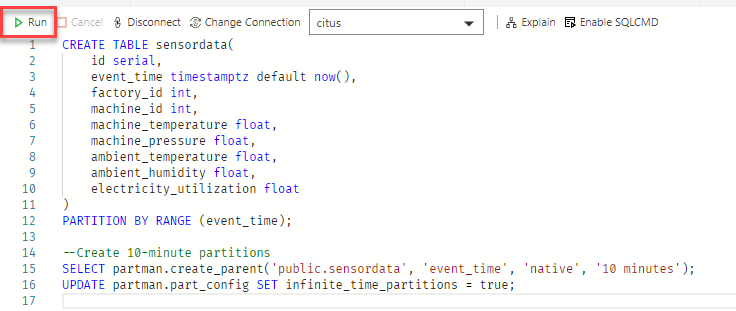 Run Cancel Disconnect Change Connection citus Explain Enable SQLCMD
1 CREATE TABLE sensordata(
2 id serial,
3 event_time timestamptz default now(),
4 factory_id int,
5 machine_id int,
6 machine_temperature float,
7 machine_pressure float,
8 ambient_temperature float,
9 ambient_humidity float,
10 electricity_utilization float
11 )
12 PARTITION BY RANGE (event_time);
13
14 --Create 10-minute partitions
15 SELECT partman.create_parent('public.sensordata', 'event_time', 'native', '10 minutes');
16 UPDATE partman.part_config SET infinite_time_partitions = true;
17